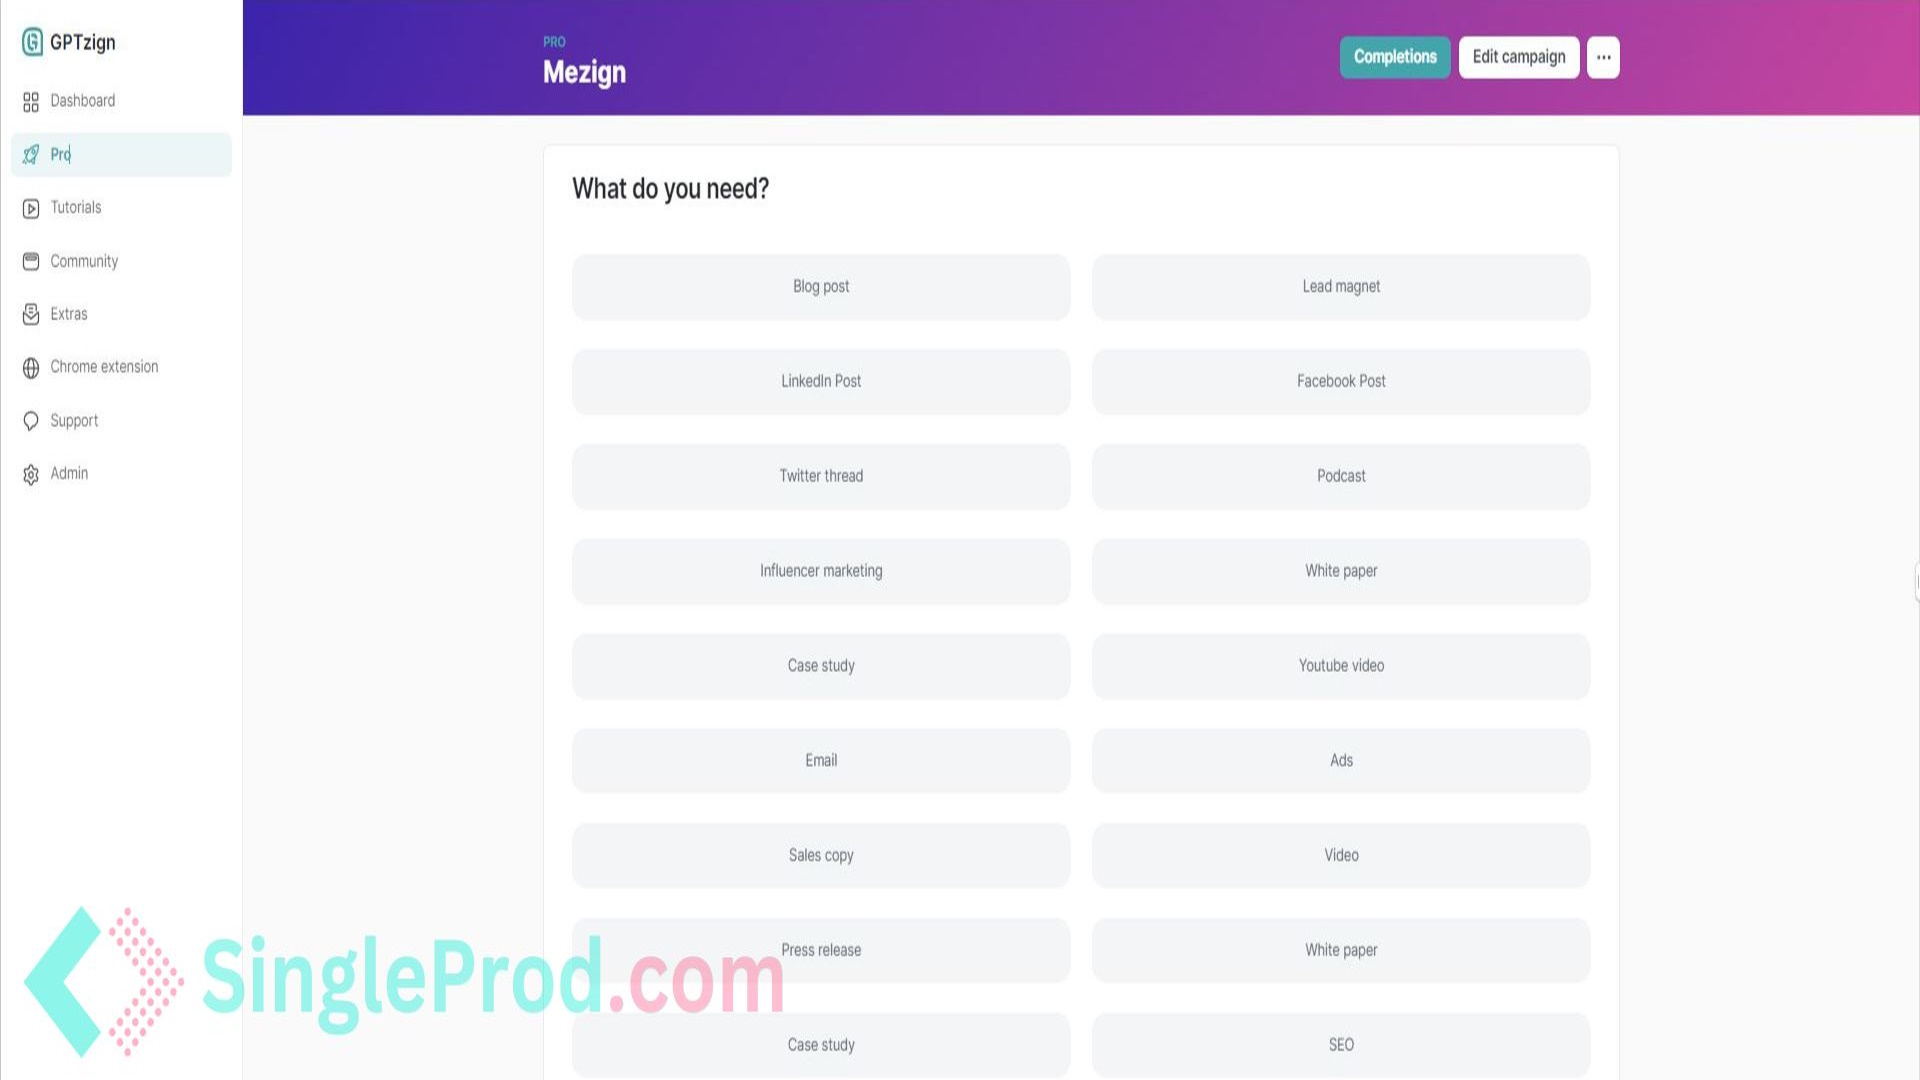 GPTzign
Dashboard
Pro
Tutorials
Community
Extras
Chrome extension
Support
Admin
PRO
Mezign
Completions
Edit campaign
...
What do you need?
Blog post
Lead magnet
LinkedIn Post
Facebook Post
Twitter thread
Podcast
Influencer marketing
White paper
Case study
Youtube video
Email
Ads
Sales copy
Video
Press release
White paper
Case study
SEO
SingleProd.com